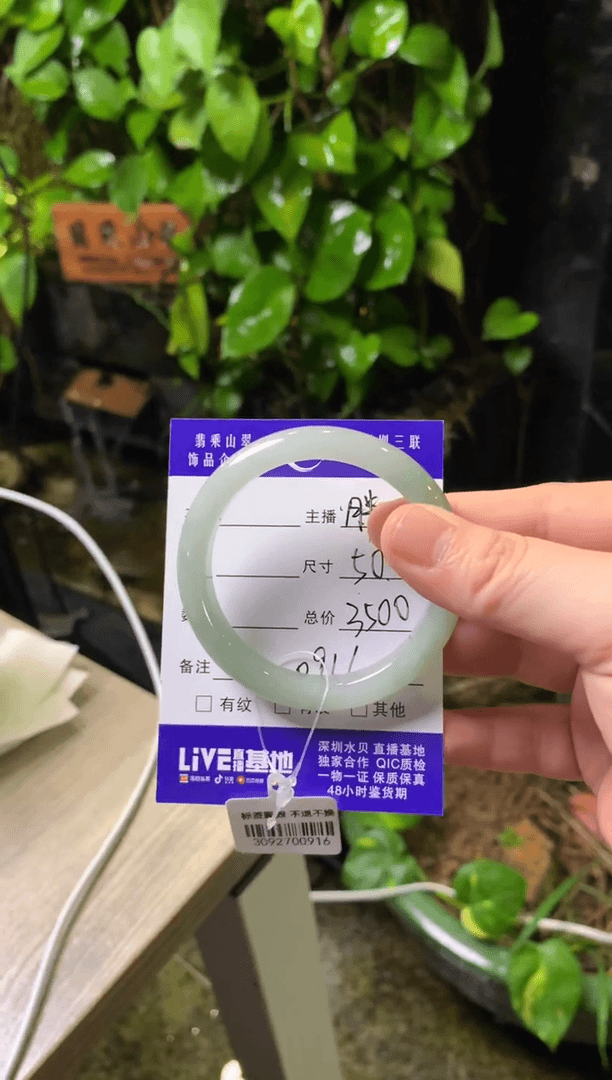 翡乘山翠
三联
饰品
主播
尺寸 50
总价 3500
备注 0916
有纹
其他
LiVE 直播 基地
深圳水贝 直播基地
独家合作 QIC质检
一物一证 保质保真
48小时鉴货期
不退不换
3092700916